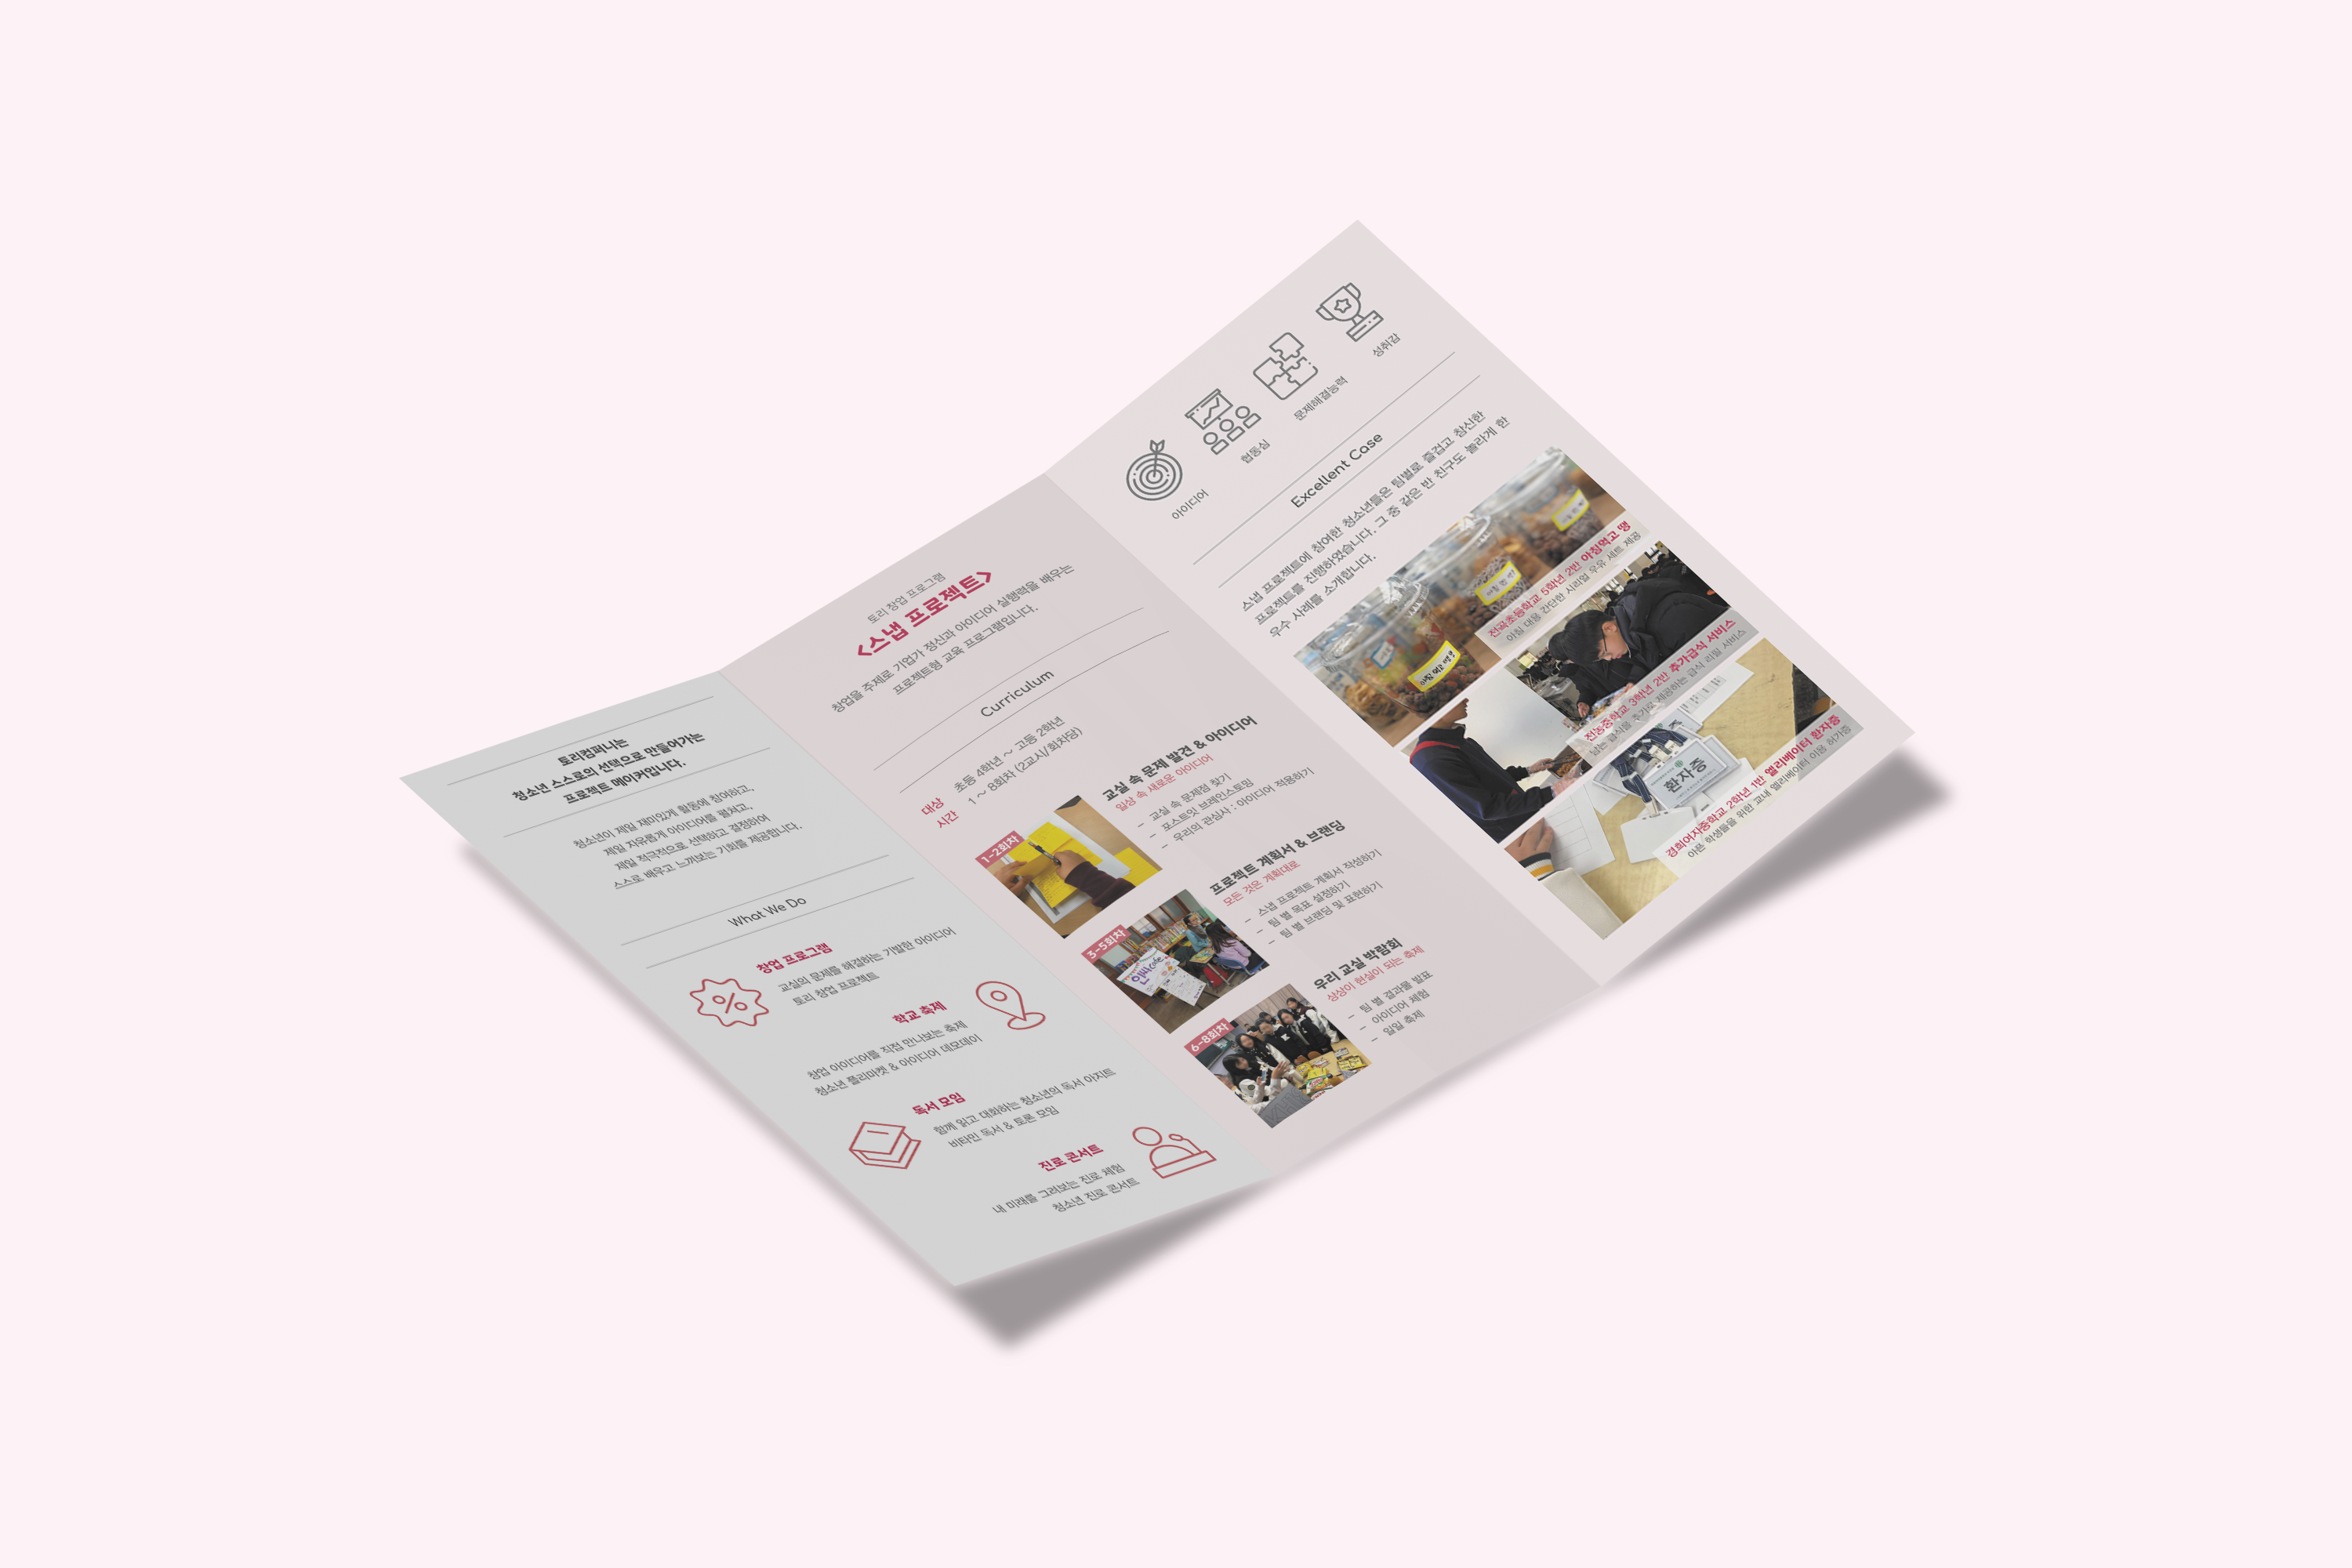 토리컴퍼니는
청소년 스스로의 선택으로 만들어가는
프로젝트 메이커입니다.
청소년이 제일 재미있게 활동에 참여하고,
제일 자유롭게 아이디어를 펼쳐고,
제일 적극적으로 선택하고 결정하여
스스로 배우고 느껴보는 기회를 제공합니다.
What We Do
창업 프로그램
교실의 문제를 해결하는 기발한 아이디어
토리 창업 프로젝트
학교 축제
창업 아이디어를 직접 만나보는 축제
청소년 플리마켓 & 아이디어 데모데이
독서 모임
함께 읽고 대화하는 청소년의 독서 아지트
비타민 독서 & 토론 모임
진로 콘서트
내 미래를 그려보는 진로 체험
청소년 진로 콘서트
토리 창업 프로그램
<스냅 프로젝트>
창업을 주제로 기업가 정신과 아이디어 실행력을 배우는
프로젝트형 교육 프로그램입니다.
Curriculum
대상 초등 4학년 ~ 고등 2학년
시간 1 ~ 8회차 (2교시/회차당)
1-2회차
교실 속 문제 발견 & 아이디어
일상 속 새로운 아이디어
- 교실 속 문제점 찾기
- 포스트잇 브레인스토밍
- 우리의 관심사 : 아이디어 적용하기
3-5회차
인싸cafe
프로젝트 계획서 & 브랜딩
모든 것은 계획대로
- 스냅 프로젝트 계획서 작성하기
- 팀 별 목표 설정하기
- 팀 별 브랜딩 및 표현하기
6-8회차
우리 교실 박람회
상상이 현실이 되는 축제
- 팀 별 결과물 발표
- 아이디어 체험
- 일일 축제
아이디어
협동심
문제해결능력
성취감
Excellent Case
스냅 프로젝트에 참여한 청소년들은 팀별로 즐겁고 참신한
프로젝트를 진행하였습니다. 그 중 같은 반 친구도 놀라게 한
우수 사례를 소개합니다.
전곡초등학교 5학년 2반 아침먹고 땡
아침 대용 간단한 시리얼 우유 세트 제공
전농중학교 3학년 2반 추가급식 서비스
남는 급식을 추가로 제공하는 급식 리필 서비스
환자증
경희여자중학교 2학년 1반 엘리베이터 환자증
아픈 학생들을 위한 교내 엘리베이터 이용 허가증